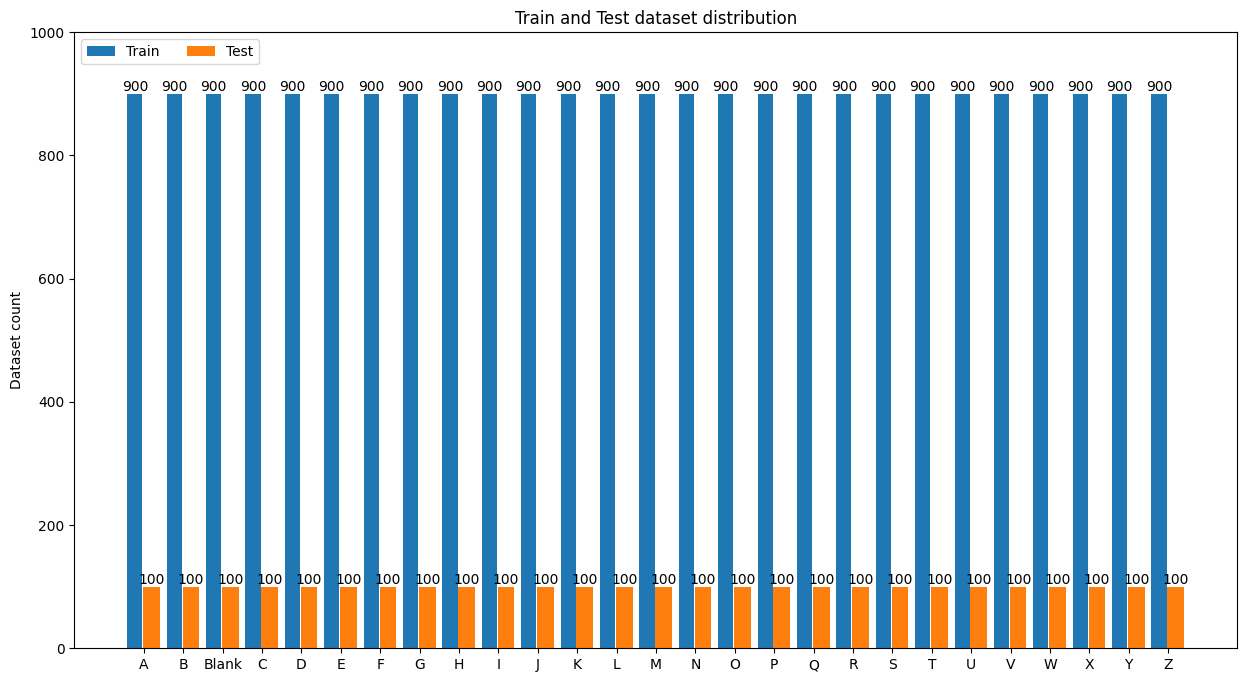 Train and Test dataset distribution
1000
Train Test
900 900 900 900 900 900 900 900 900 900 900 900 900 900 900 900 900 900 900 900 900 900 900 900 900 900 900
800
600
Dataset count
400
200
100 100 100 100 100 100 100 100 100 100 100 100 100 100 100 100 100 100 100 100 100 100 100 100 100 100 100
0
A B Blank C D E F G H I J K L M N O P Q R S T U V W X Y Z